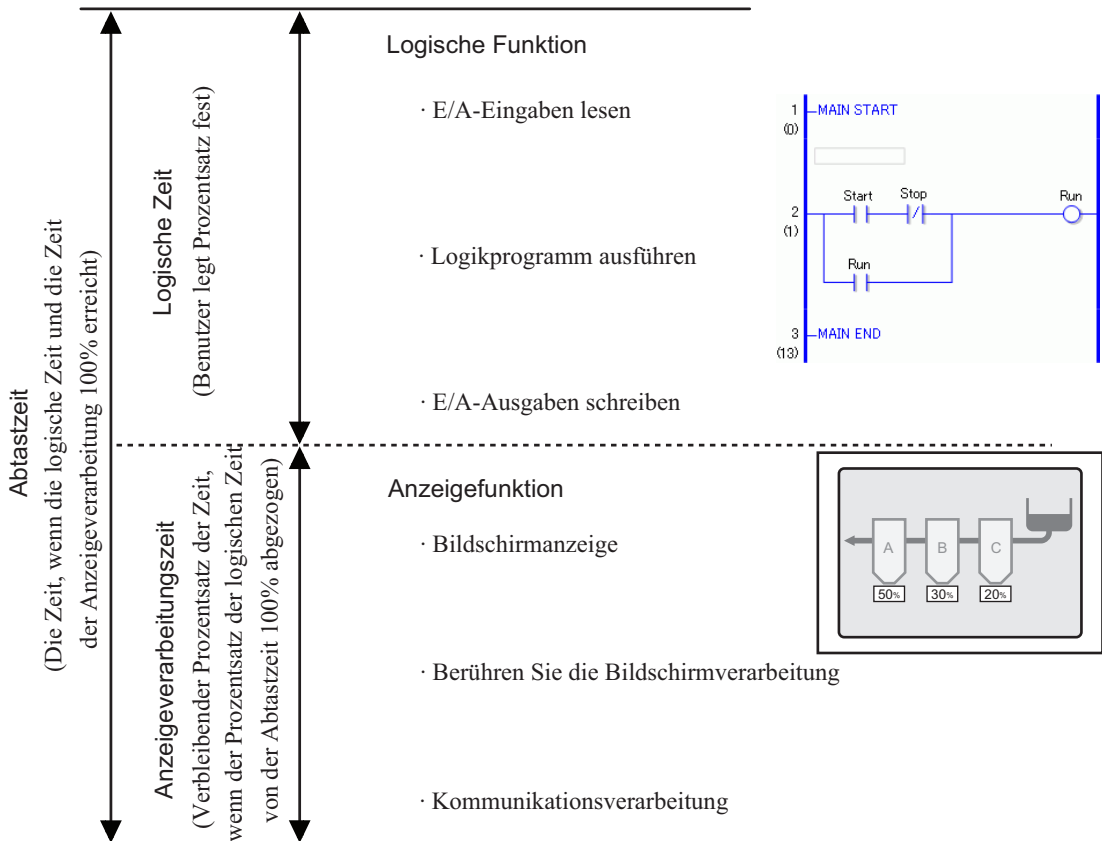 Abtastzeit
(Die Zeit, wenn die logische Zeit und die Zeit
der Anzeigeverarbeitung 100% erreicht)
Logische Zeit
(Benutzer legt Prozentsatz fest)
Logische Funktion
· E/A-Eingaben lesen
· Logikprogramm ausführen
· E/A-Ausgaben schreiben
1 MAIN START
(0)
Start Stop Run
2
(1)
Run
3 MAIN END
(13)
Anzeigeverarbeitungszeit
(Verbleibender Prozentsatz der Zeit,
wenn der Prozentsatz der logischen Zeit
von der Abtastzeit 100% abgezogen)
Anzeigefunktion
· Bildschirmanzeige
· Berühren Sie die Bildschirmverarbeitung
· Kommunikationsverarbeitung
A B C
50% 30% 20%